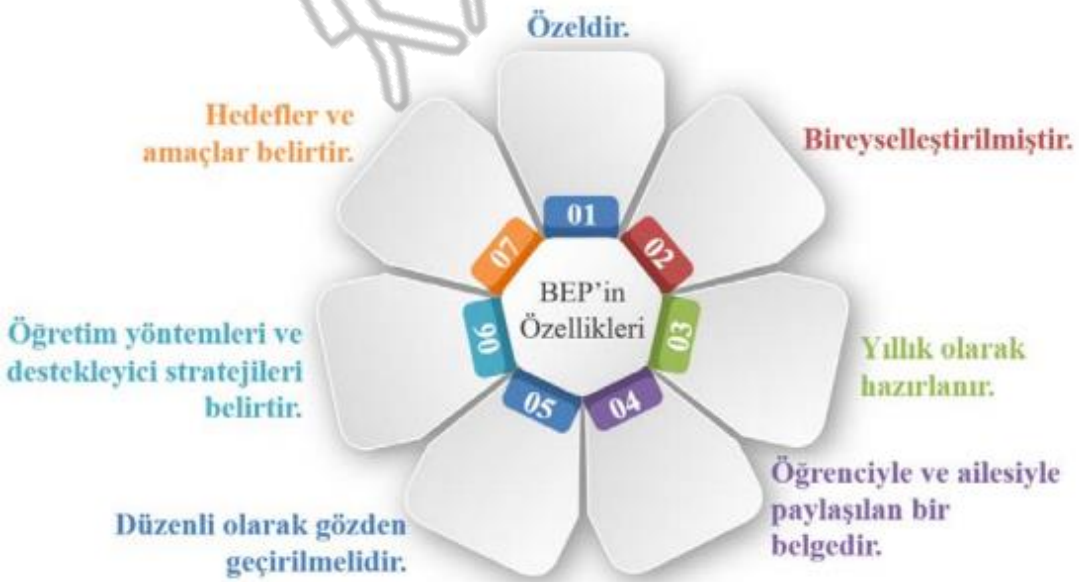 Özeldir.
01
Bireyselleştirilmiştir.
02
Yıllık olarak
hazırlanır.
03
Öğrenciyle ve ailesiyle
paylaşılan bir
belgedir.
04
Düzenli olarak gözden
geçirilmelidir.
05
Öğretim yöntemleri ve
destekleyici stratejileri
belirtir.
06
Hedefler ve
amaçlar belirtir.
07
BEP’in
Özellikleri